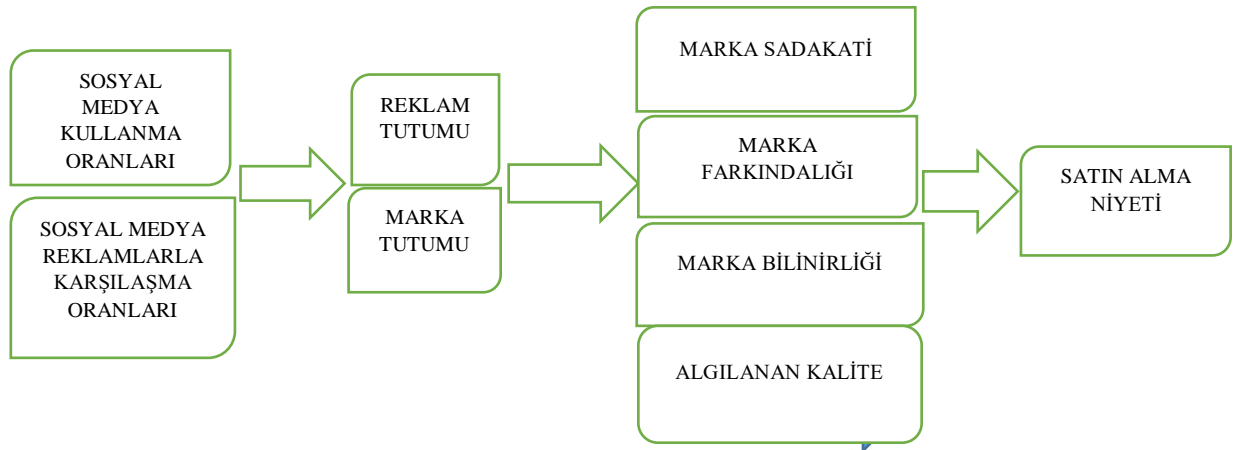 SOSYAL
MEDYA
KULLANMA
ORANLARI
SOSYAL MEDYA
REKLAMLARLA
KARŞILAŞMA
ORANLARI
REKLAM
TUTUMU
MARKA
TUTUMU
MARKA SADAKATİ
MARKA
FARKINDALIĞI
MARKA BİLİNİRLİĞİ
ALGILANAN KALİTE
SATIN ALMA
NİYETİ